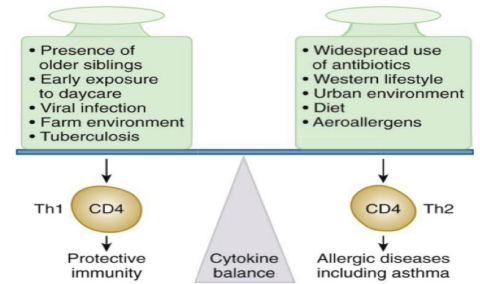 • Presence of
older siblings
• Early exposure
to daycare
• Viral infection
• Farm environment
• Tuberculosis
• Widespread use
of antibiotics
• Western lifestyle
• Urban environment
• Diet
• Aeroallergens
Th1
CD4
CD4
Th2
Protective
immunity
Cytokine
balance
Allergic diseases
including asthma